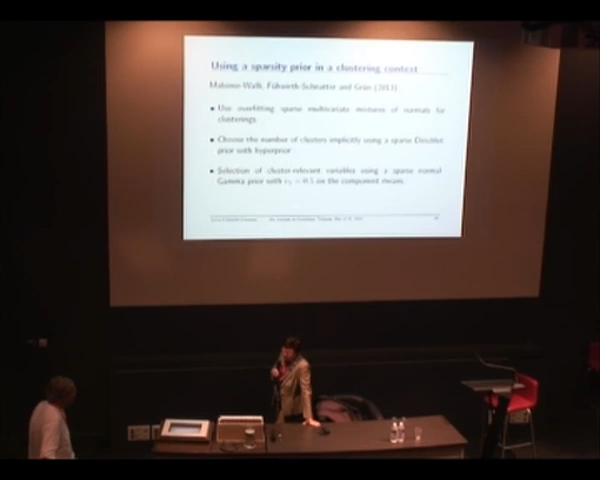 Using a sparsity prior in a clustering context
Malsiner-Walli, Frühwirth-Schnatter and Grün (2013)
• Use overfitting sparse multivariate mixtures of normals for
clusterings
• Choose the number of clusters implicitly using a sparse Dirichlet
prior with hyperprior
• Selection of cluster-relevant variables using a sparse normal
Gamma prior with = 0.5 on the component means